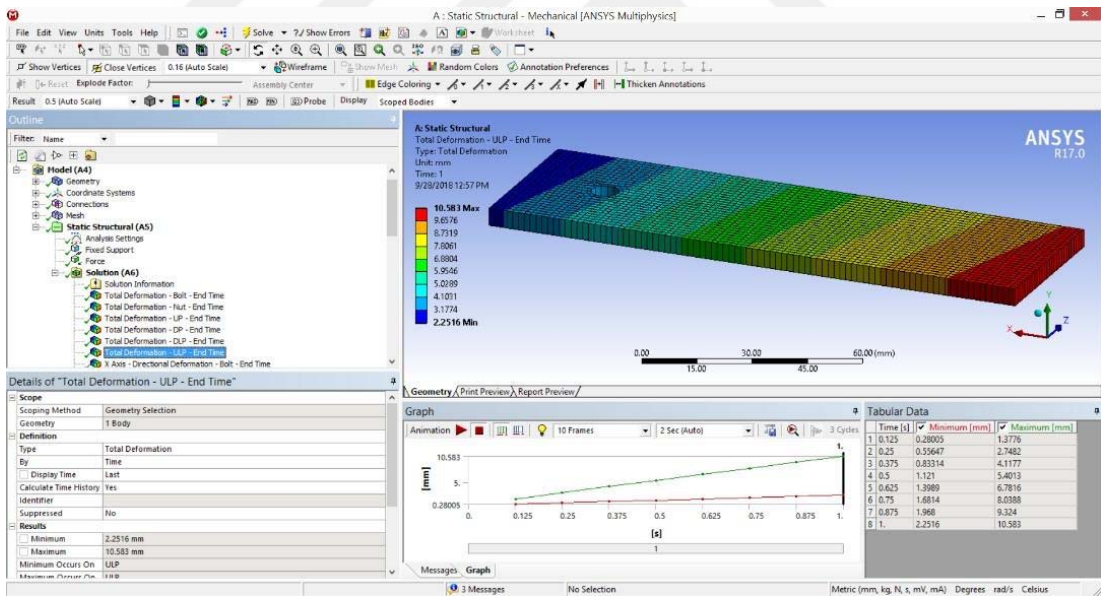 A : Static Structural - Mechanical [ANSYS Multiphysics]
File Edit View Units Tools Help Solve ?/ Show Errors Worksheet
Show Vertices Close Vertices 0.16 (Auto Scale) Wireframe Show Mesh Random Colors Annotation Preferences
Reset Explode Factor: Assembly Center Edge Coloring Thicken Annotations
Result 0.5 (Auto Scale) Probe Display Scoped Bodies
Outline
Filter: Name
Model (A4)
Geometry
Coordinate Systems
Connections
Mesh
Static Structural (A5)
Analysis Settings
Fixed Support
Force
Solution (A6)
Solution Information
Total Deformation - Bolt - End Time
Total Deformation - Nut - End Time
Total Deformation - UP - End Time
Total Deformation - DP - End Time
Total Deformation - DLP - End Time
Total Deformation - ULP - End Time
X Axis - Directional Deformation - Bolt - End Time
Details of "Total Deformation - ULP - End Time"
Scope
Scoping Method Geometry Selection
Geometry 1 Body
Definition
Type Total Deformation
By Time
Display Time Last
Calculate Time History Yes
Identifier
Suppressed No
Results
Minimum 2.2516 mm
Maximum 10.583 mm
Minimum Occurs On ULP
Maximum Occurs On ULP
A: Static Structural
Total Deformation - ULP - End Time
Type: Total Deformation
Unit: mm
Time: 1
9/28/2018 12:57 PM
10.583 Max
9.6576
8.7319
7.8061
6.8804
5.9546
5.0289
4.1031
3.1774
2.2516 Min
ANSYS
R17.0
Y
X
Z
0.00 30.00 60.00 (mm)
15.00 45.00
Geometry Print Preview Report Preview
Graph
Animation 10 Frames 2 Sec (Auto) 3 Cycles
1.
10.583
5.
0.28005
[mm]
0. 0.125 0.25 0.375 0.5 0.625 0.75 0.875 1.
[s]
1
Messages Graph
Tabular Data
Time [s] Minimum [mm] Maximum [mm]
1 0.125 0.28005 1.3776
2 0.25 0.55647 2.7482
3 0.375 0.83314 4.1177
4 0.5 1.121 5.4013
5 0.625 1.3989 6.7816
6 0.75 1.6814 8.0388
7 0.875 1.968 9.324
8 1. 2.2516 10.583
3 Messages No Selection Metric (mm, kg, N, s, mV, mA) Degrees rad/s Celsius